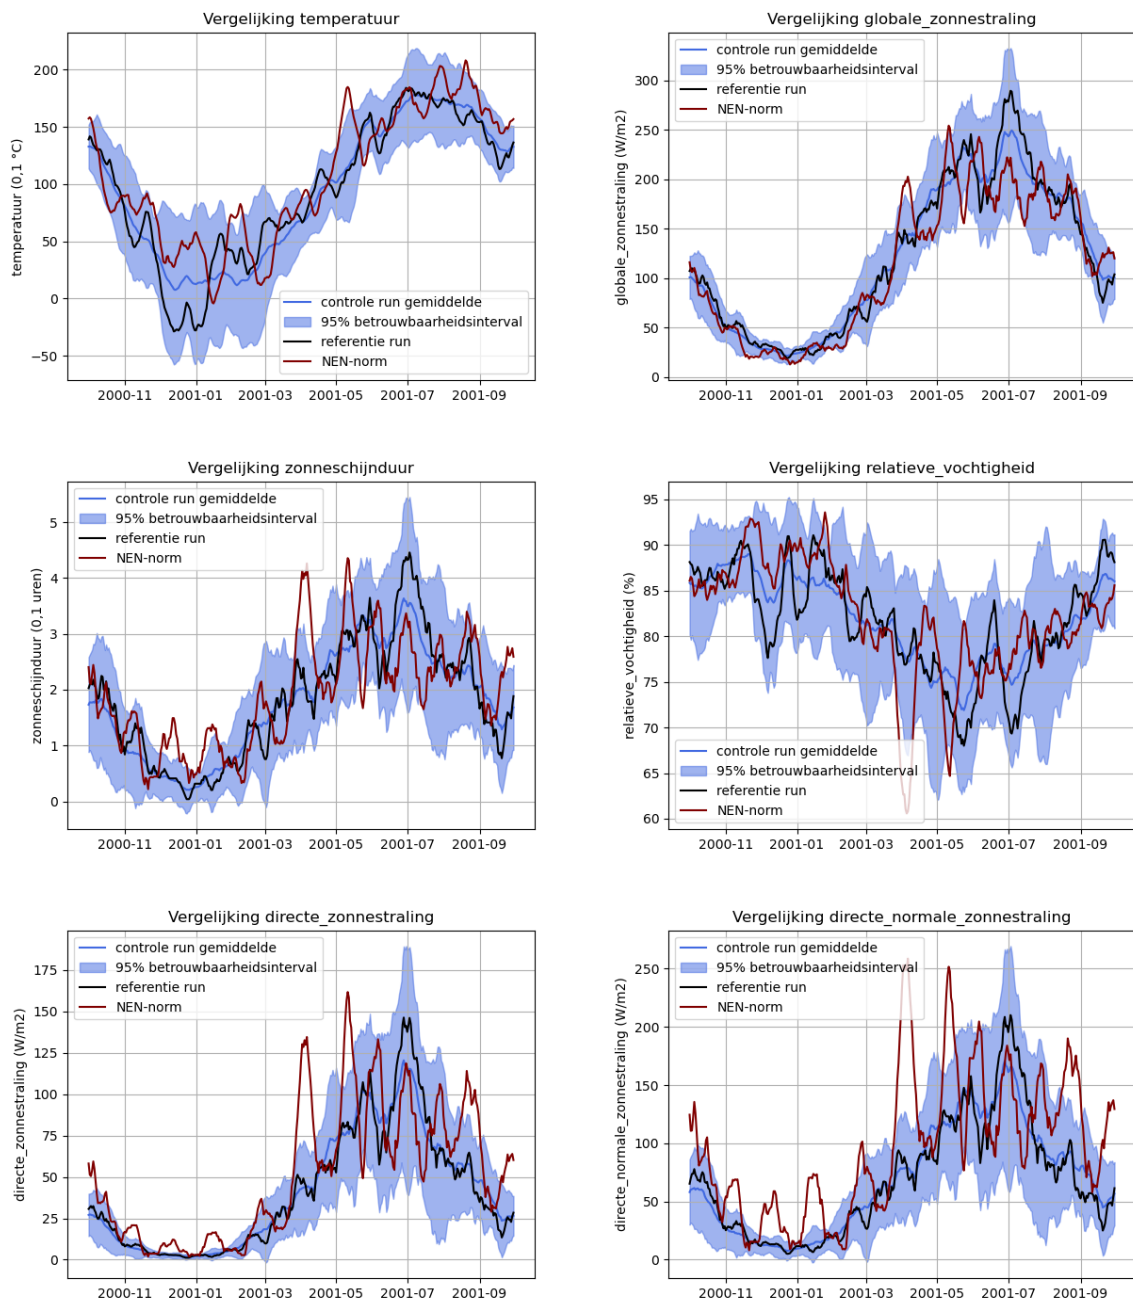 Vergelijking temperatuur
temperatuur (0,1 °C)
200
150
100
50
0
−50
controle run gemiddelde
95% betrouwbaarheidsinterval
referentie run
NEN-norm
2000-11
2001-01
2001-03
2001-05
2001-07
2001-09
Vergelijking globale_zonnestraling
globale_zonnestraling (W/m2)
300
250
200
150
100
50
0
controle run gemiddelde
95% betrouwbaarheidsinterval
referentie run
NEN-norm
2000-11
2001-01
2001-03
2001-05
2001-07
2001-09
Vergelijking zonneschijnduur
zonneschijnduur (0,1 uren)
5
4
3
2
1
0
controle run gemiddelde
95% betrouwbaarheidsinterval
referentie run
NEN-norm
2000-11
2001-01
2001-03
2001-05
2001-07
2001-09
Vergelijking relatieve_vochtigheid
relatieve_vochtigheid (%)
95
90
85
80
75
70
65
60
controle run gemiddelde
95% betrouwbaarheidsinterval
referentie run
NEN-norm
2000-11
2001-01
2001-03
2001-05
2001-07
2001-09
Vergelijking directe_zonnestraling
directe_zonnestraling (W/m2)
175
150
125
100
75
50
25
0
controle run gemiddelde
95% betrouwbaarheidsinterval
referentie run
NEN-norm
2000-11
2001-01
2001-03
2001-05
2001-07
2001-09
Vergelijking directe_normale_zonnestraling
directe_normale_zonnestraling (W/m2)
250
200
150
100
50
0
controle run gemiddelde
95% betrouwbaarheidsinterval
referentie run
NEN-norm
2000-11
2001-01
2001-03
2001-05
2001-07
2001-09